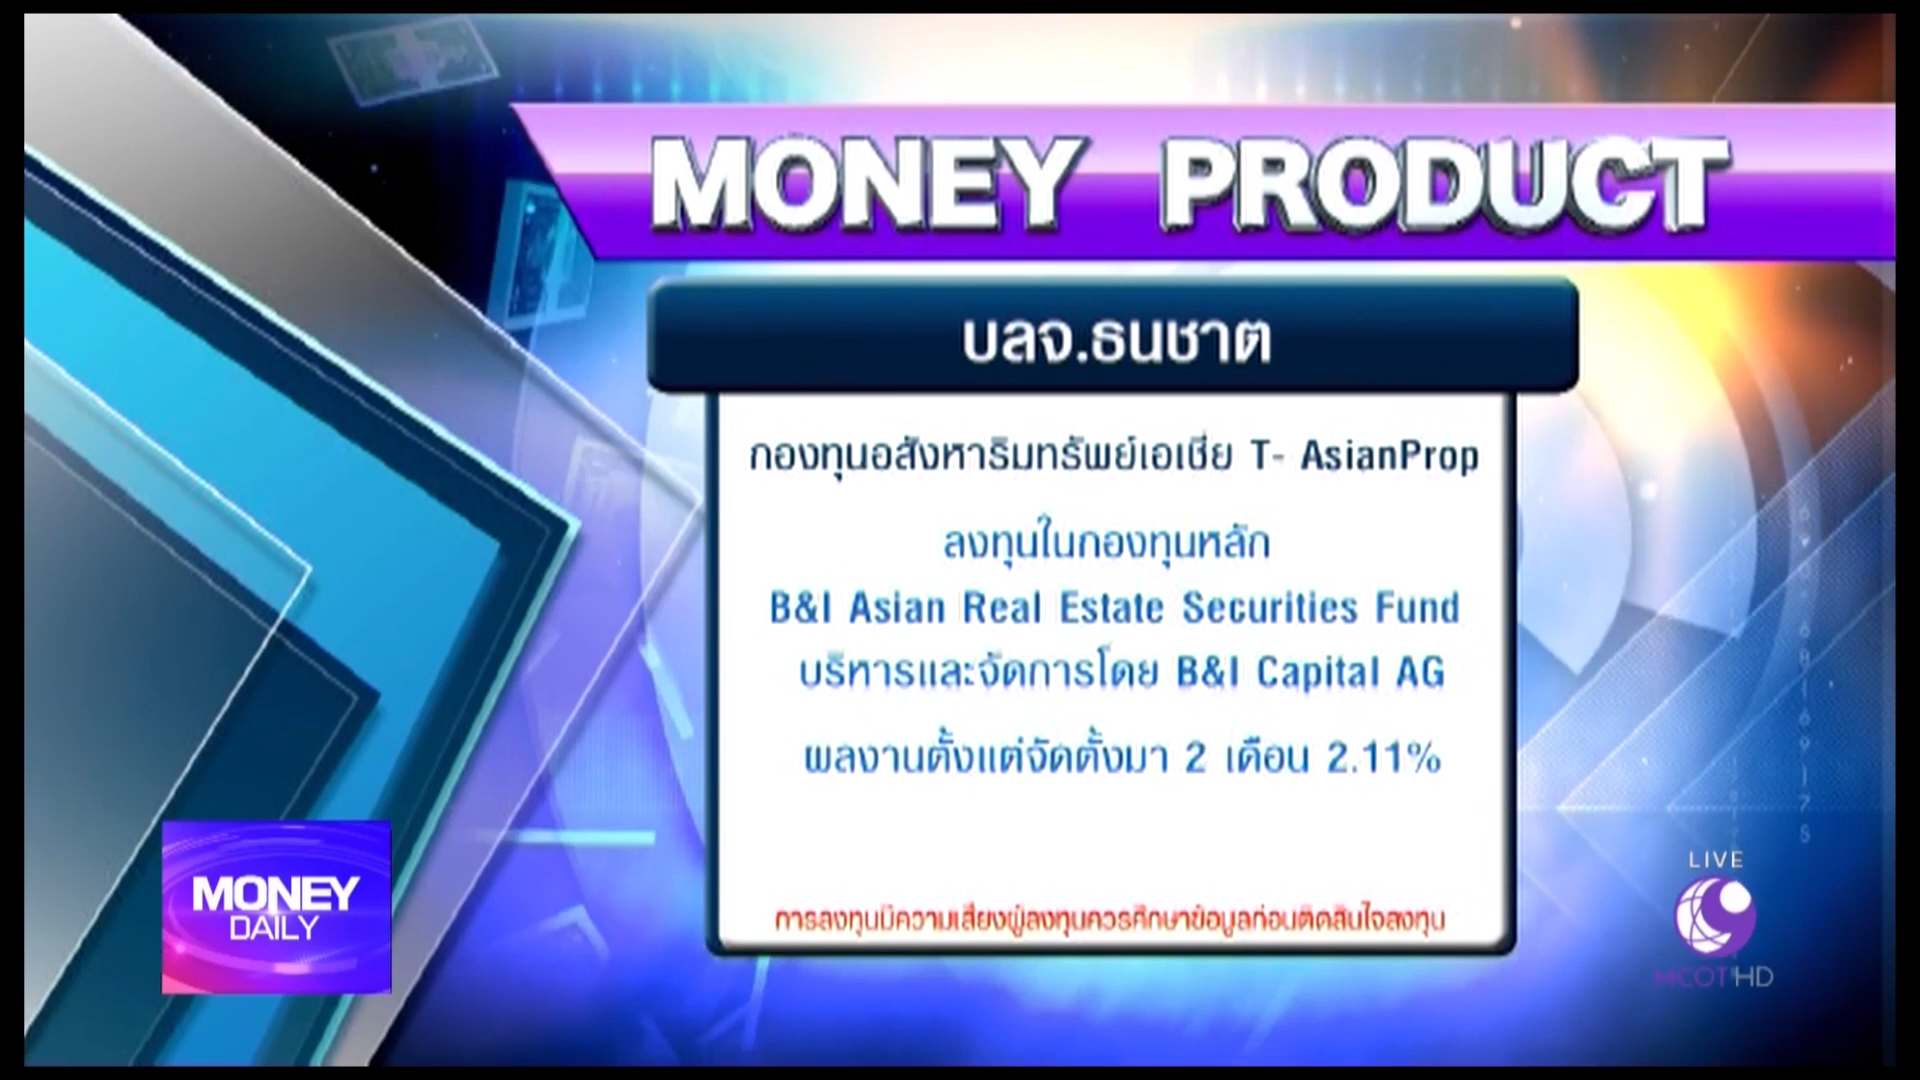 MONEY PRODUCT
บลจ.ธนชาต
กองทุนอสังหาริมทรัพย์เอเชีย T- AsianProp
ลงทุนในกองทุนหลัก
B&I Asian Real Estate Securities Fund
บริหารและจัดการโดย B&I Capital AG
ผลงานตั้งแต่จัดตั้งมา 2 เดือน 2.11%
การลงทุนมีความเสี่ยงผู้ลงทุนควรศึกษาข้อมูลก่อนตัดสินใจลงทุน
MONEY
DAILY
LIVE
MCOT HD